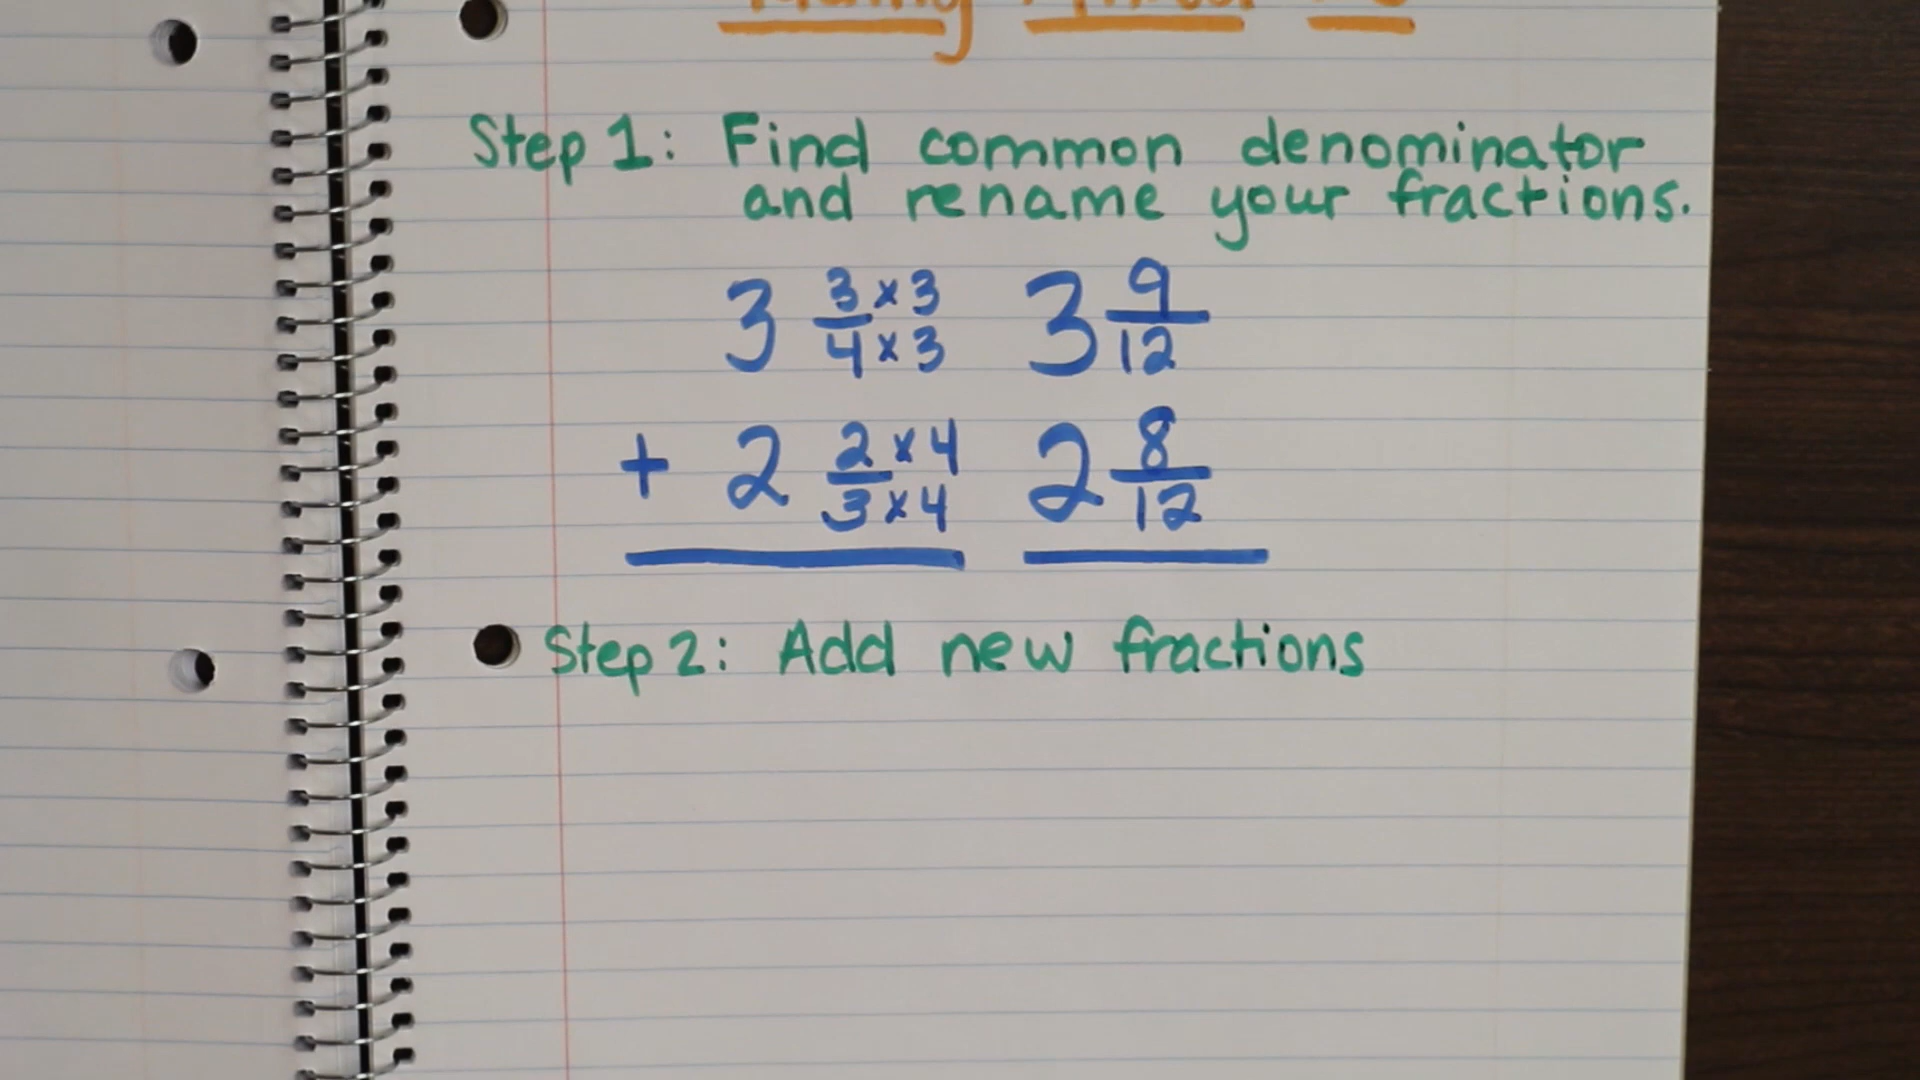 Step 1: Find common denominator
and rename your fractions.
3 3/4 x 3/3 3 9/12
+ 2 2/3 x 4/4 2 8/12
Step 2: Add new fractions